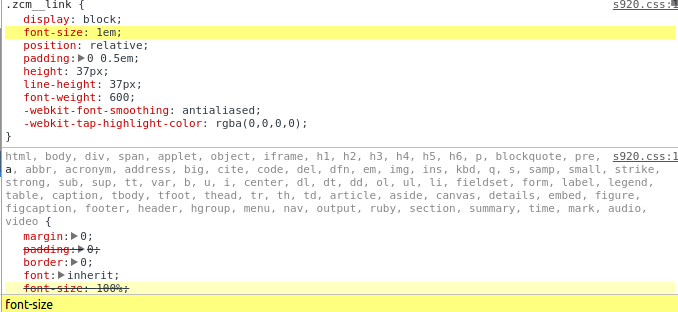 .zcm__link {
s920.css:1
display: block;
font-size: 1em;
position: relative;
padding:▶0 0.5em;
height: 37px;
line-height: 37px;
font-weight: 600;
-webkit-font-smoothing: antialiased;
-webkit-tap-highlight-color: rgba(0,0,0,0);
}
html, body, div, span, applet, object, iframe, h1, h2, h3, h4, h5, h6, p, blockquote, pre,
s920.css:1
a, abbr, acronym, address, big, cite, code, del, dfn, em, img, ins, kbd, q, s, samp, small, strike,
strong, sub, sup, tt, var, b, u, i, center, dl, dt, dd, ol, ul, li, fieldset, form, label, legend,
table, caption, tbody, tfoot, thead, tr, th, td, article, aside, canvas, details, embed, figure,
figcaption, footer, header, hgroup, menu, nav, output, ruby, section, summary, time, mark, audio,
video {
margin:▶0;
padding:▶0;
border:▶0;
font:▶inherit;
font-size: 100%;
font-size